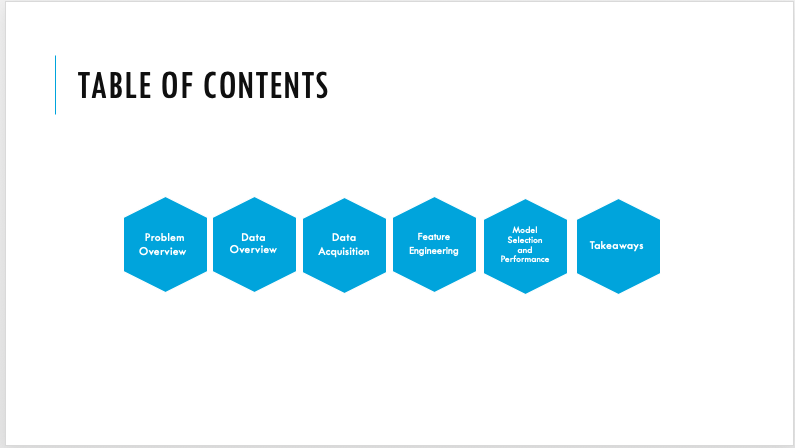 TABLE OF CONTENTS
Problem
Overview
Data
Overview
Data
Acquisition
Feature
Engineering
Model
Selection
and
Performance
Takeaways